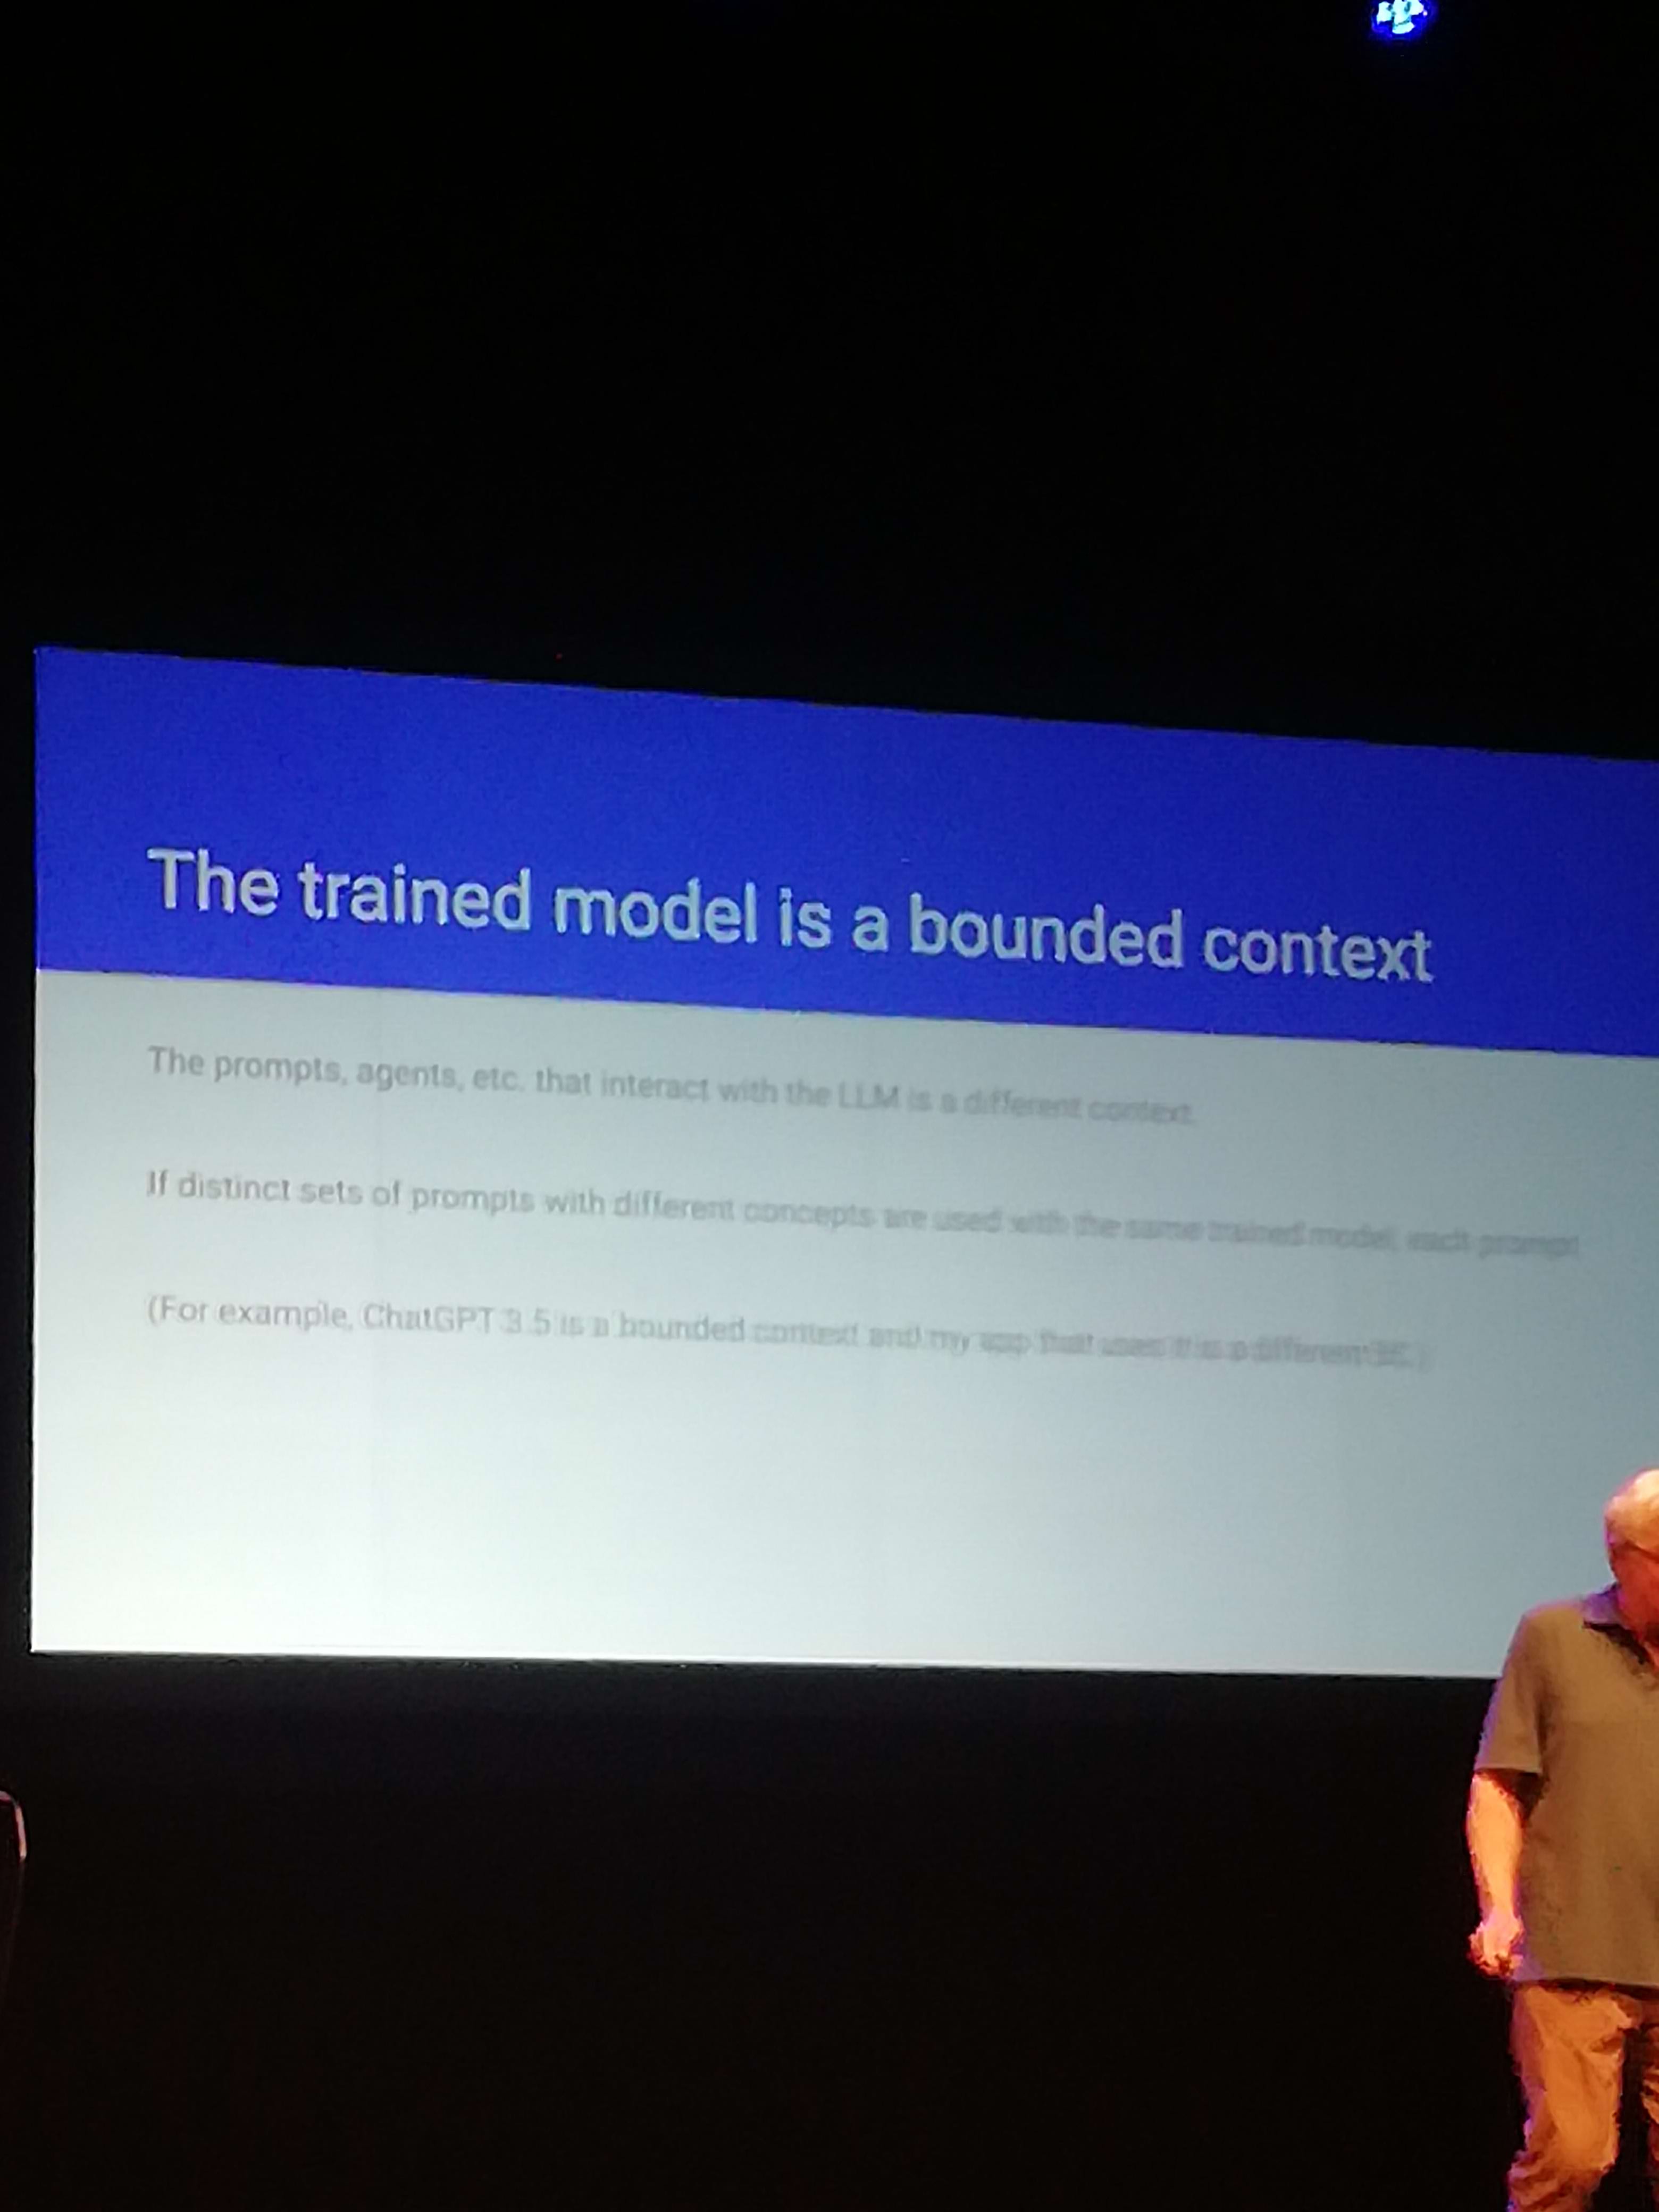 The trained model is a bounded context
The prompts, agents, etc. that interact with the LLM is a different context.
If distinct sets of prompts with different concepts are used with the same trained model, each prompt
(For example, ChatGPT 3.5 is a bounded context and my app that uses it is a different